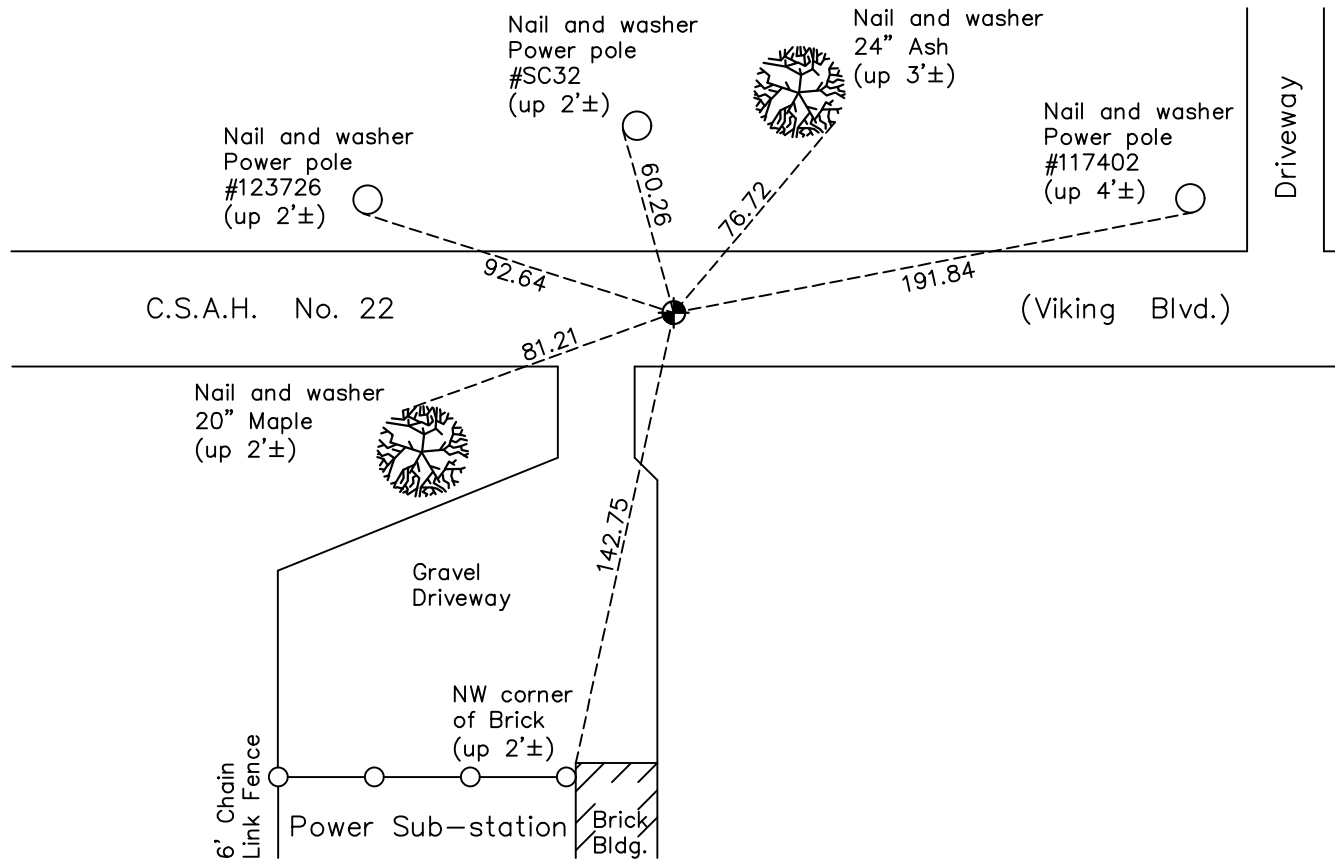 Nail and washer
Power pole
#SC32
(up 2'±)
Nail and washer
24" Ash
(up 3'±)
Nail and washer
Power pole
#117402
(up 4'±)
Driveway
Nail and washer
Power pole
#123726
(up 2'±)
60.26
76.72
92.64
191.84
C.S.A.H. No. 22
(Viking Blvd.)
81.21
Nail and washer
20" Maple
(up 2'±)
142.75
Gravel
Driveway
NW corner
of Brick
(up 2'±)
6' Chain
Link Fence
Power Sub-station
Brick
Bldg.